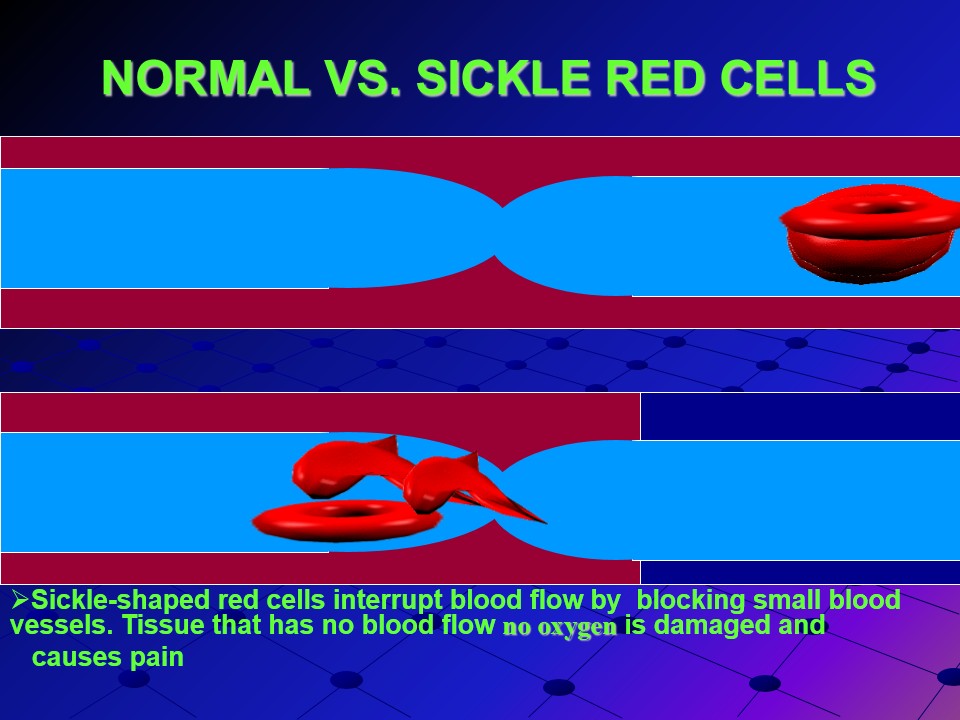 NORMAL VS. SICKLE RED CELLS
➢Sickle-shaped red cells interrupt blood flow by  blocking small blood
vessels. Tissue that has no blood flow no oxygen is damaged and
causes pain